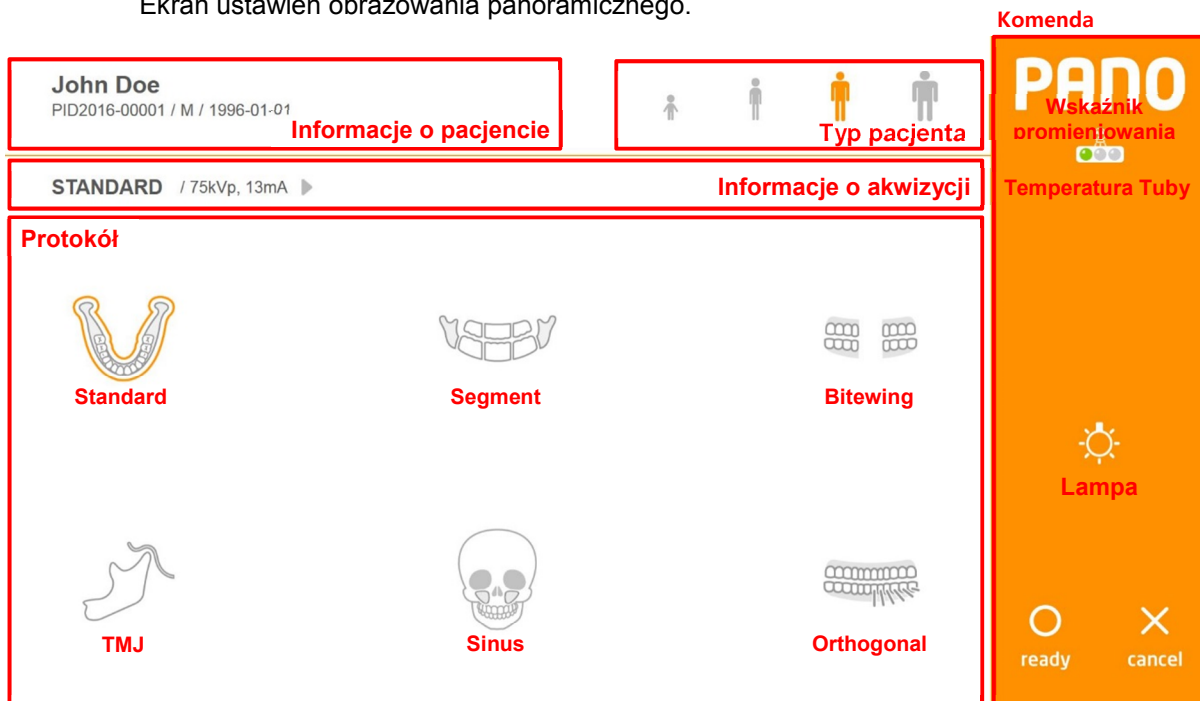 Ekran ustawień obrazowania panoramicznego.
Komenda
John Doe
PID2016-00001 / M / 1996-01-01
Informacje o pacjencie
Typ pacjenta
PANO
Wskaźnik
promieniowania
STANDARD / 75kVp, 13mA
Informacje o akwizycji
Temperatura Tuby
Protokół
Standard
Segment
Bitewing
Lampa
TMJ
Sinus
Orthogonal
ready
cancel